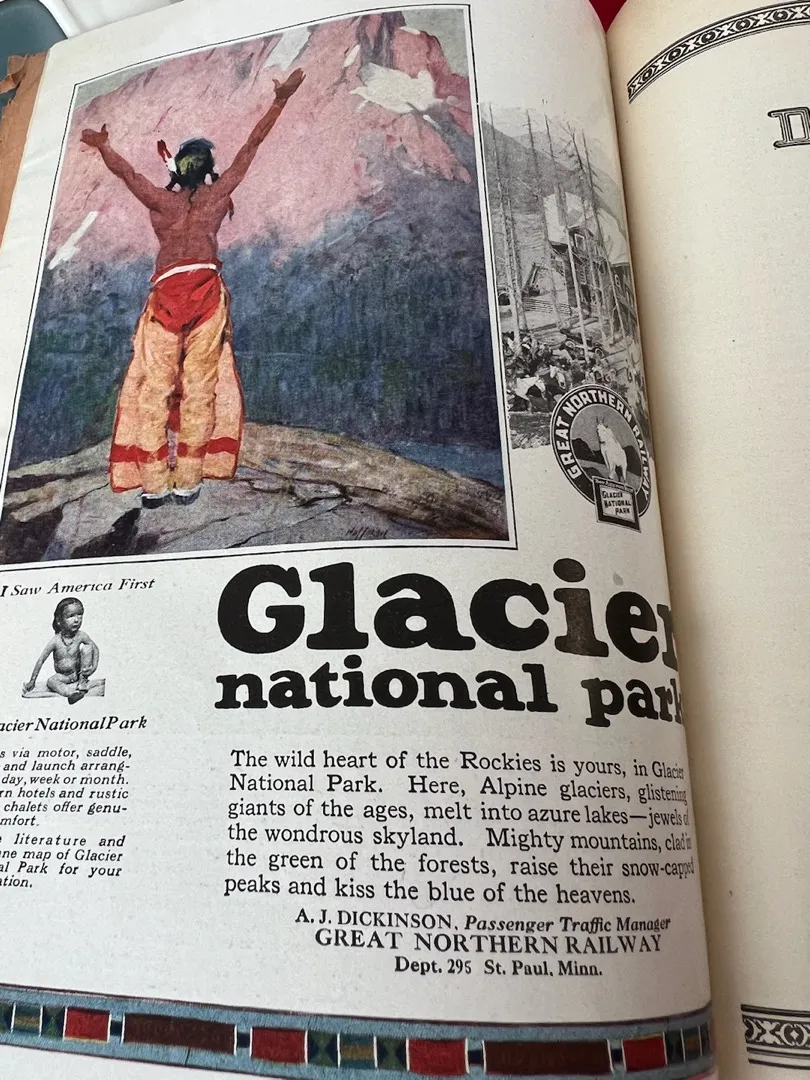 GREAT NORTHERN RAILWAY
GLACIER
NATIONAL
PARK
I Saw America First
acier National Park
s via motor, saddle,
and launch arrang-
day, week or month.
rn hotels and rustic
chalets offer genu-
mfort.
literature and
ne map of Glacier
al Park for your
ation.
Glacier
national park
The wild heart of the Rockies is yours, in Glacier
National Park. Here, Alpine glaciers, glistening
giants of the ages, melt into azure lakes—jewels of
the wondrous skyland. Mighty mountains, clad in
the green of the forests, raise their snow-capped
peaks and kiss the blue of the heavens.
A. J. DICKINSON, Passenger Traffic Manager
GREAT NORTHERN RAILWAY
Dept. 295 St. Paul, Minn.